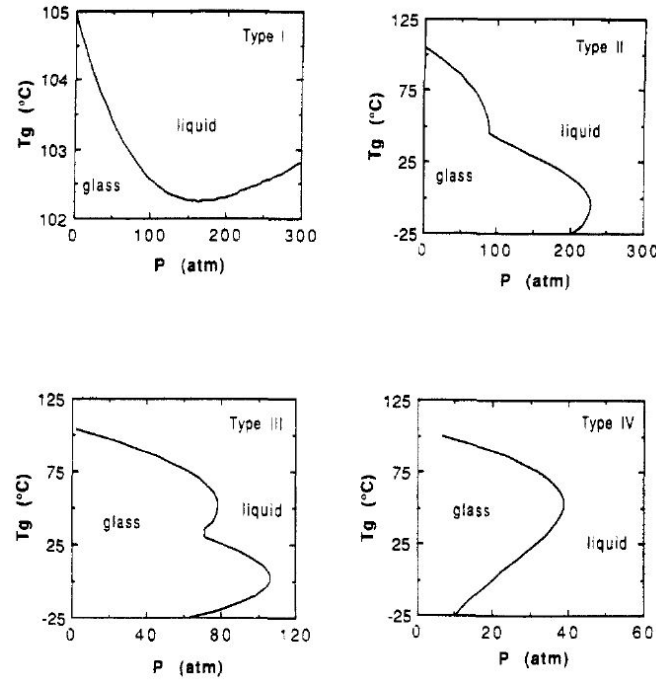 105
Type I
104
Tg (°C)
liquid
103
glass
102
0 100 200 300
P (atm)
125
Type II
75
Tg (°C)
liquid
25
glass
-25
0 100 200 300
P (atm)
125
Type III
75
Tg (°C)
glass
liquid
25
-25
0 40 80 120
P (atm)
125
Type IV
75
Tg (°C)
glass
25
liquid
-25
0 20 40 60
P (atm)